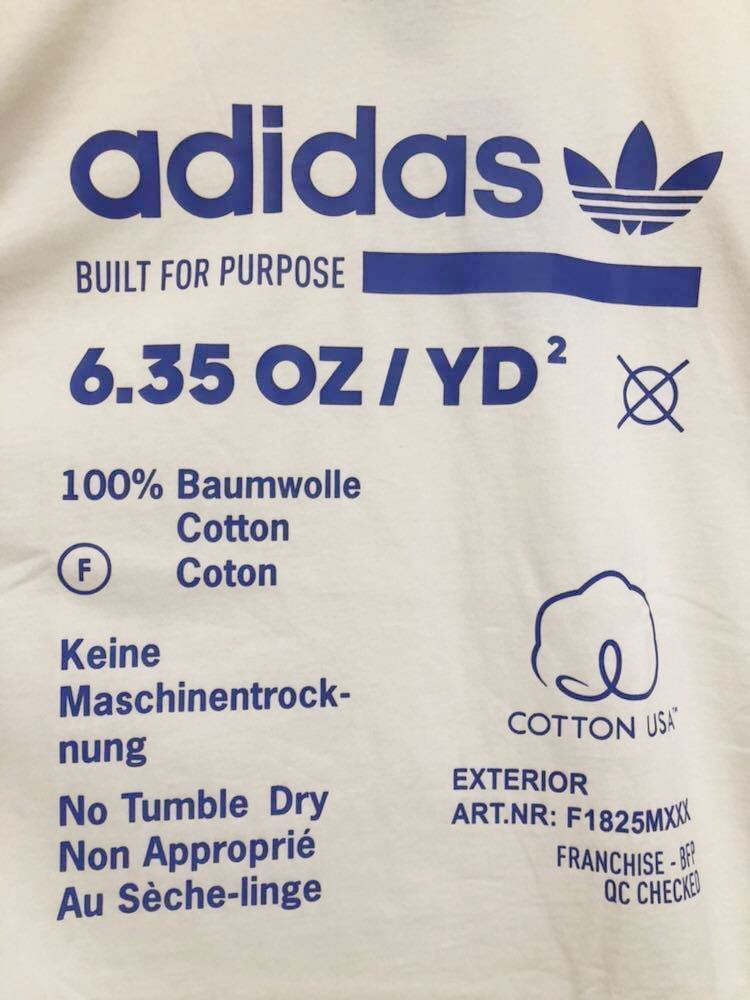 adidas
BUILT FOR PURPOSE
6.35 OZ / YD²
100% Baumwolle
Cotton
F Coton
Keine
Maschinentrock-
nung
No Tumble Dry
Non Approprié
Au Sèche-linge
COTTON USA™
EXTERIOR
ART.NR: F1825MXXX
FRANCHISE - BFP
QC CHECKED